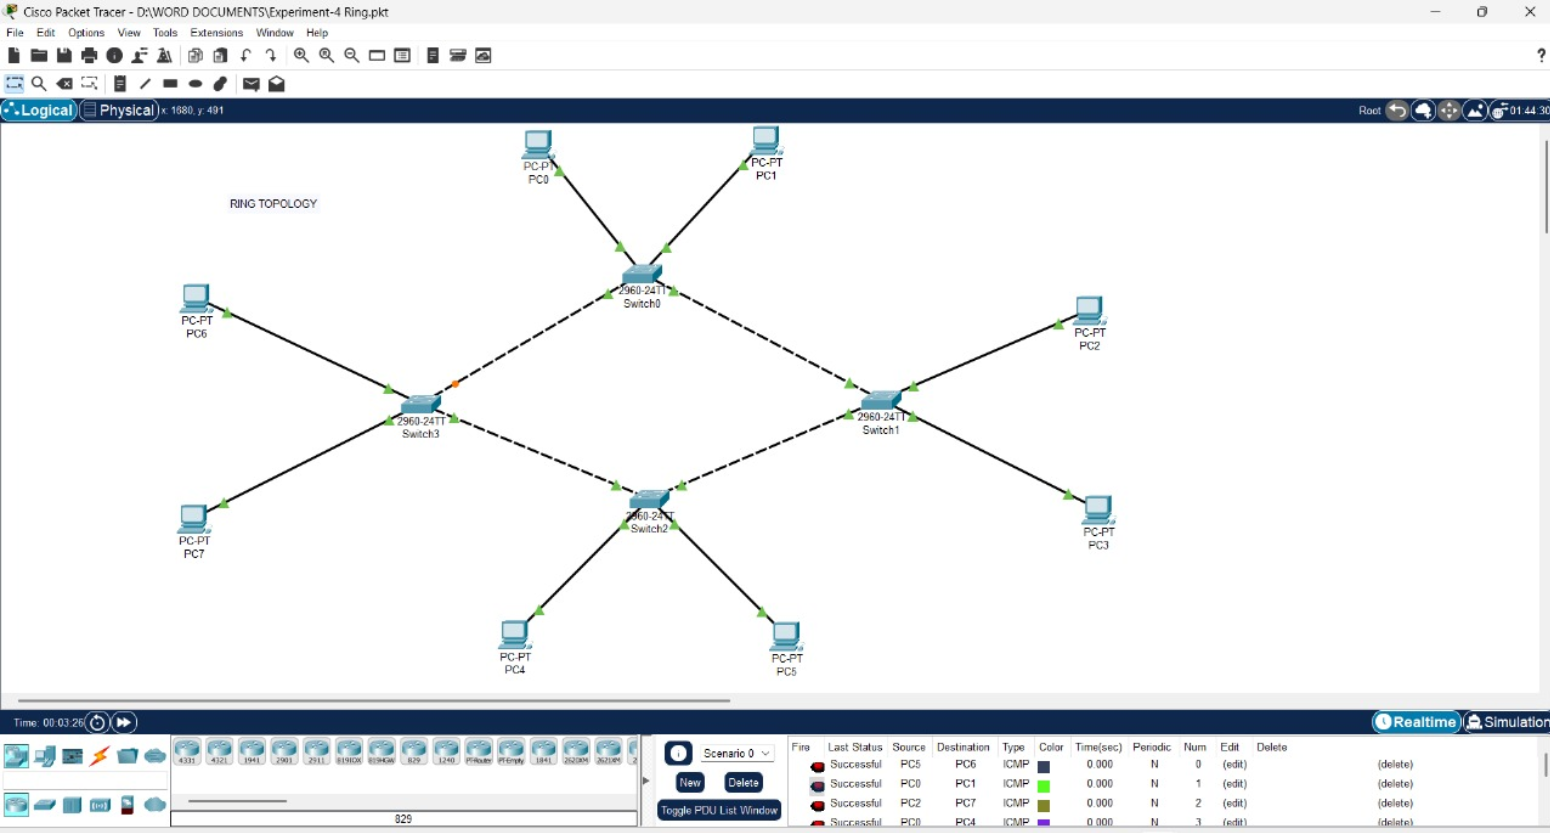 Cisco Packet Tracer - D:\WORD DOCUMENTS\Experiment-4 Ring.pkt
File Edit Options View Tools Extensions Window Help
?
Logical Physical x: 1680, y: 491 Root 01:44:30
PC-PT
PC0
PC-PT
PC1
RING TOPOLOGY
2960-24TT
Switch0
PC-PT
PC6
PC-PT
PC2
2960-24TT
Switch3
2960-24TT
Switch1
2960-24TT
Switch2
PC-PT
PC7
PC-PT
PC3
PC-PT
PC4
PC-PT
PC5
Time: 00:03:26 Realtime Simulation
4331 4321 1941 2901 2911 819IOX 819HGW 829 1240 PT-Router PT-Empty 1841 2620XM 2621XM 2
829
Scenario 0
New Delete
Toggle PDU List Window
Fire Last Status Source Destination Type Color Time(sec) Periodic Num Edit Delete
Successful PC5 PC6 ICMP 0.000 N 0 (edit) (delete)
Successful PC0 PC1 ICMP 0.000 N 1 (edit) (delete)
Successful PC2 PC7 ICMP 0.000 N 2 (edit) (delete)
Successful PC0 PC4 ICMP 0.000 N 3 (edit) (delete)